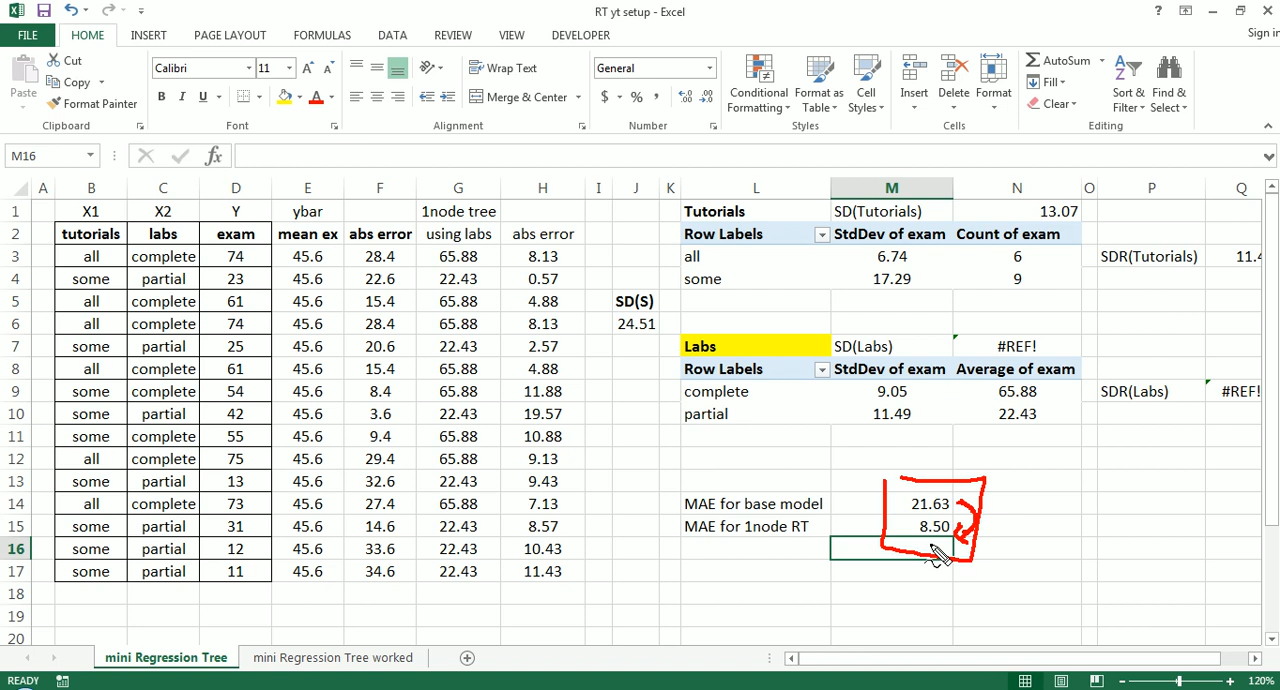 RT yt setup - Excel
Sign in
FILE HOME INSERT PAGE LAYOUT FORMULAS DATA REVIEW VIEW DEVELOPER
Cut Calibri 11 Wrap Text General AutoSum
Copy Fill
Paste Format Painter B I U Merge & Center $ % Conditional Formatting Format as Table Cell Styles Insert Delete Format Clear Sort & Filter Find & Select
Clipboard Font Alignment Number Styles Cells Editing
M16 fx
A B C D E F G H I J K L M N O P Q
1 X1 X2 Y ybar 1node tree Tutorials SD(Tutorials) 13.07
2 tutorials labs exam mean ex abs error using labs abs error Row Labels StdDev of exam Count of exam
3 all complete 74 45.6 28.4 65.88 8.13 all 6.74 6 SDR(Tutorials)
4 some partial 23 45.6 22.6 22.43 0.57 some 17.29 9
5 all complete 61 45.6 15.4 65.88 4.88 SD(S)
6 all complete 74 45.6 28.4 65.88 8.13 24.51
7 some partial 25 45.6 20.6 22.43 2.57 Labs SD(Labs) #REF!
8 all complete 61 45.6 15.4 65.88 4.88 Row Labels StdDev of exam Average of exam
9 some complete 54 45.6 8.4 65.88 11.88 complete 9.05 65.88 SDR(Labs) #REF!
10 some partial 42 45.6 3.6 22.43 19.57 partial 11.49 22.43
11 some complete 55 45.6 9.4 65.88 10.88
12 all complete 75 45.6 29.4 65.88 9.13
13 some partial 13 45.6 32.6 22.43 9.43
14 all complete 73 45.6 27.4 65.88 7.13 MAE for base model 21.63
15 some partial 31 45.6 14.6 22.43 8.57 MAE for 1node RT 8.50
16 some partial 12 45.6 33.6 22.43 10.43
17 some partial 11 45.6 34.6 22.43 11.43
18
19
20
mini Regression Tree mini Regression Tree worked
READY 120%